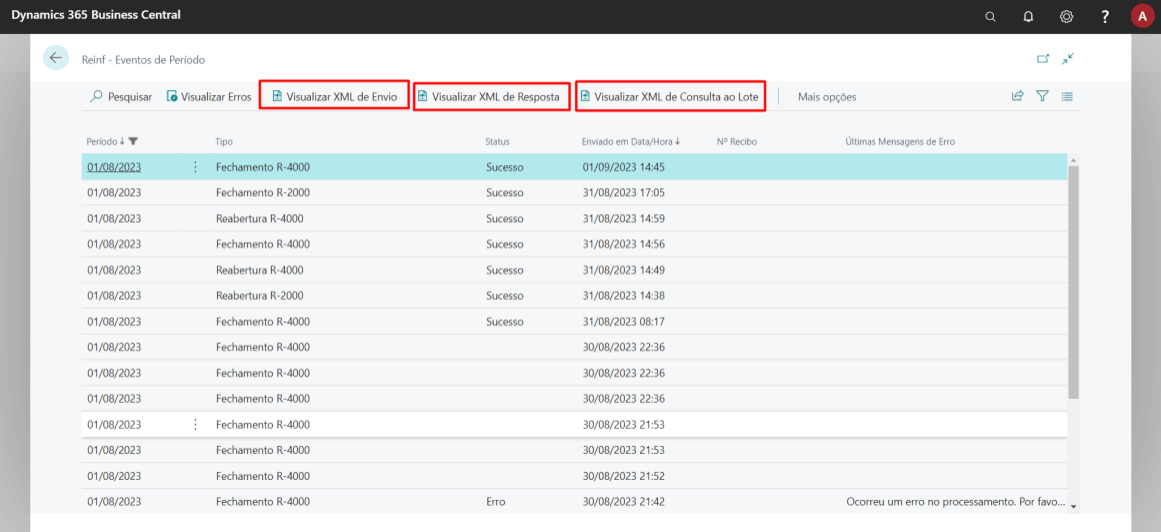 Dynamics 365 Business Central
?
A
Reinf - Eventos de Período
Pesquisar Visualizar Erros Visualizar XML de Envio Visualizar XML de Resposta Visualizar XML de Consulta ao Lote Mais opções
Período ↓ Tipo Status Enviado em Data/Hora ↓ Nº Recibo Últimas Mensagens de Erro
01/08/2023 Fechamento R-4000 Sucesso 01/09/2023 14:45
01/08/2023 Fechamento R-2000 Sucesso 31/08/2023 17:05
01/08/2023 Reabertura R-4000 Sucesso 31/08/2023 14:59
01/08/2023 Fechamento R-4000 Sucesso 31/08/2023 14:56
01/08/2023 Reabertura R-4000 Sucesso 31/08/2023 14:49
01/08/2023 Reabertura R-2000 Sucesso 31/08/2023 14:38
01/08/2023 Fechamento R-4000 Sucesso 31/08/2023 08:17
01/08/2023 Fechamento R-4000 30/08/2023 22:36
01/08/2023 Fechamento R-4000 30/08/2023 22:36
01/08/2023 Fechamento R-4000 30/08/2023 22:36
01/08/2023 Fechamento R-4000 30/08/2023 21:53
01/08/2023 Fechamento R-4000 30/08/2023 21:53
01/08/2023 Fechamento R-4000 30/08/2023 21:52
01/08/2023 Fechamento R-4000 Erro 30/08/2023 21:42 Ocorreu um erro no processamento. Por favo...